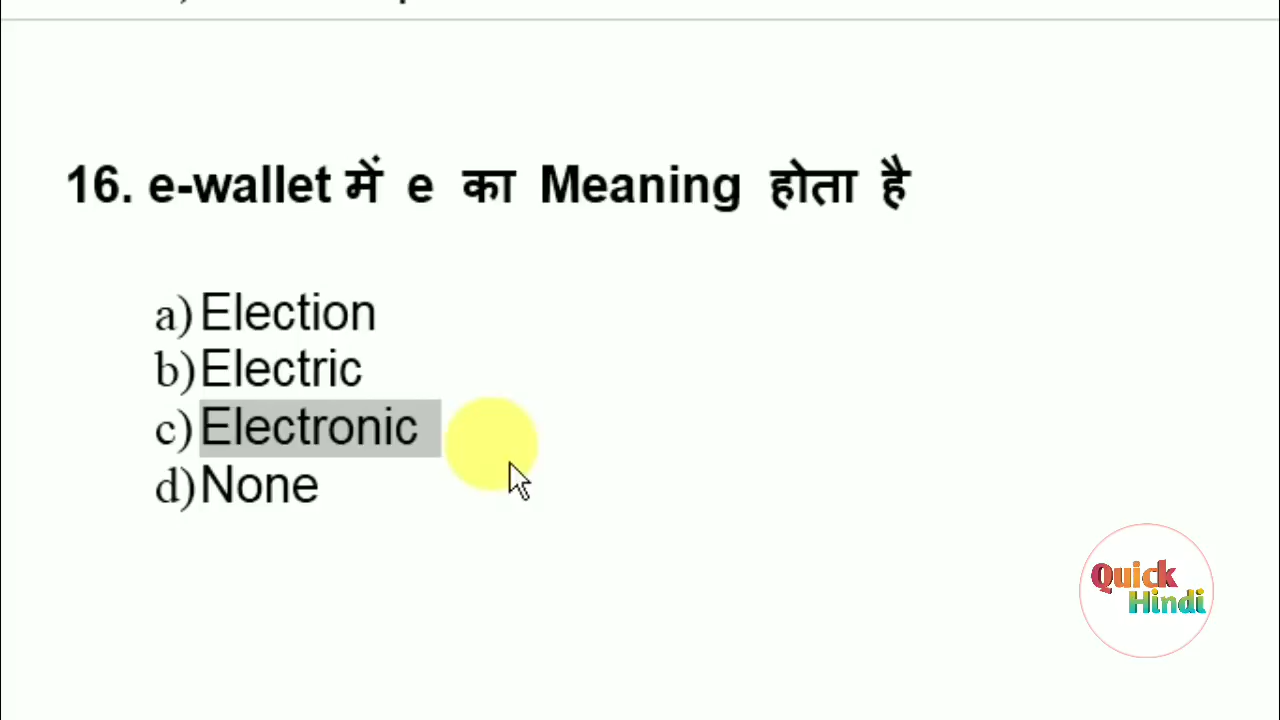 16. e-wallet में e का Meaning होता है
a) Election
b) Electric
c) Electronic
d) None
Quick
Hindi